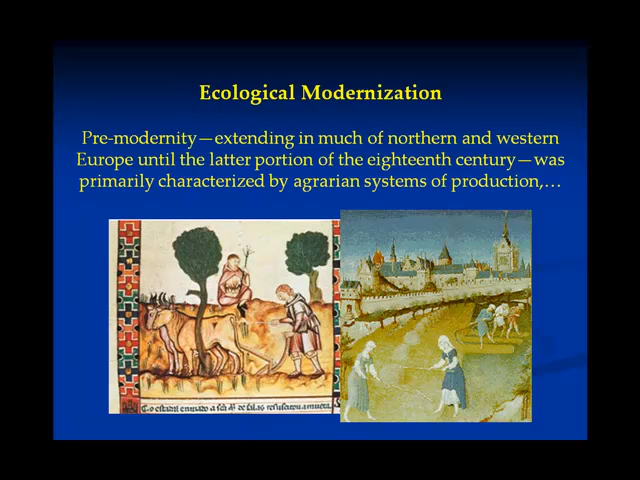 Ecological Modernization
Pre-modernity—extending in much of northern and western
Europe until the latter portion of the eighteenth century—was
primarily characterized by agrarian systems of production,…